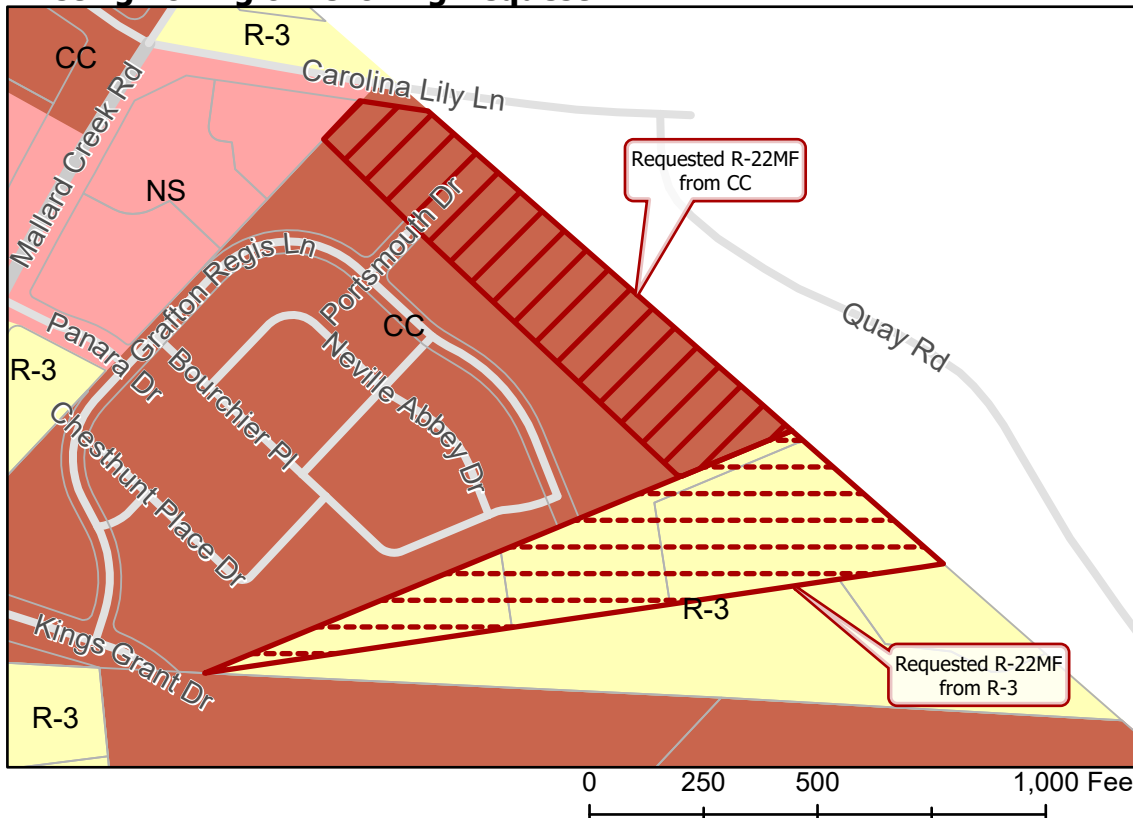 R-3
CC
Carolina Lily Ln
Mallard Creek Rd
Requested R-22MF
from CC
NS
Portsmouth Dr
Grafton Regis Ln
CC
Quay Rd
Panara Dr
Neville Abbey Dr
R-3
Bourchier Pl
Chesthunt Place Dr
R-3
Kings Grant Dr
Requested R-22MF
from R-3
R-3
0 250 500 1,000 Fee